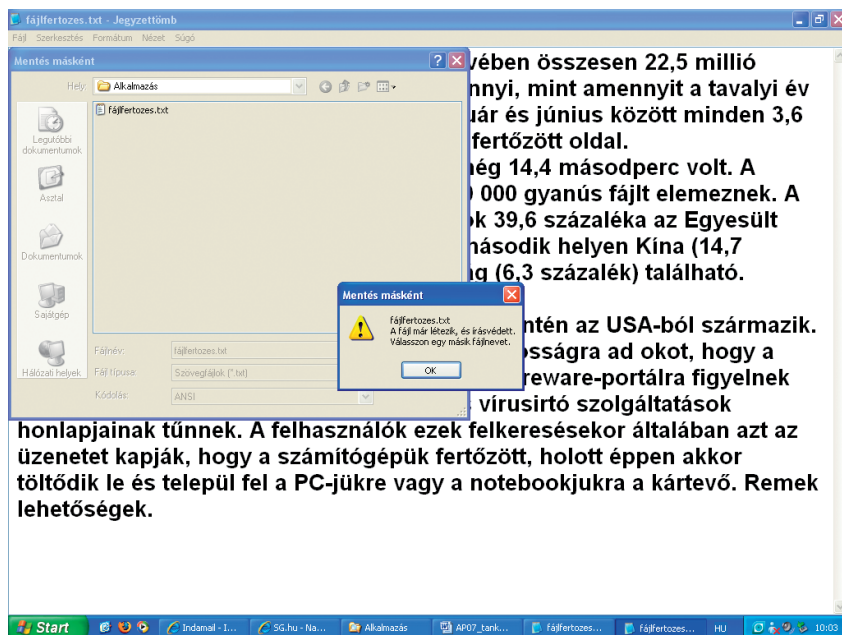 fájlfertozes.txt - Jegyzettömb
Fájl Szerkesztés Formátum Nézet Súgó
Mentés másként
Hely: Alkalmazás
fájlfertozes.txt
Legutóbbi dokumentumok
Asztal
Dokumentumok
Sajátgép
Hálózati helyek
Fájlnév: fájlfertozes.txt
Fájl típusa: Szövegfájlok (*.txt)
Kódolás: ANSI
Mentés másként
fájlfertozes.txt
A fájl már létezik, és írásvédett.
Válasszon egy másik fájlnevet.
OK
vében összesen 22,5 millió
nnyi, mint amennyit a tavalyi év
uár és június között minden 3,6
fertőzött oldal.
nég 14,4 másodperc volt. A
000 gyanús fájlt elemeznek. A
ok 39,6 százaléka az Egyesült
második helyen Kína (14,7
ág (6,3 százalék) található.
ntén az USA-ból származik.
osságra ad okot, hogy a
reware-portálra figyelnek
vírusirtó szolgáltatások
honlapjainak tűnnek. A felhasználók ezek felkeresésekor általában azt az
üzenetet kapják, hogy a számítógépük fertőzött, holott éppen akkor
töltődik le és települ fel a PC-jükre vagy a notebookjukra a kártevő. Remek
lehetőségek.
Start Indamail - I... SG.hu - Na... Alkalmazás AP07_tank... fájlfertozes... fájlfertozes... HU 10:03